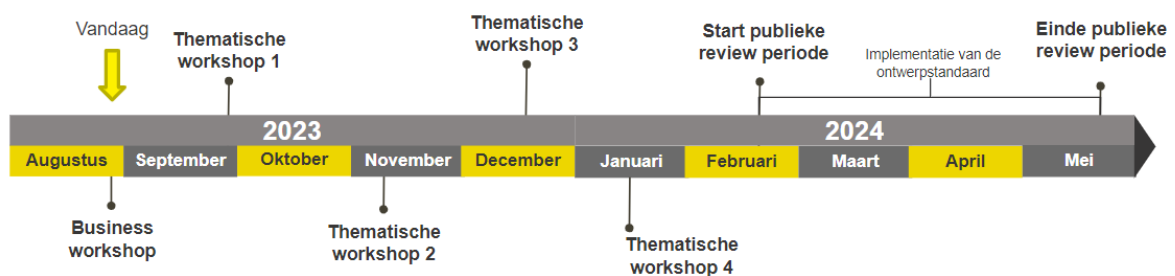 Vandaag
Thematische
workshop 1
Thematische
workshop 3
Start publieke
review periode
Implementatie van de
ontwerpstandaard
Einde publieke
review periode
2023
2024
Augustus
September
Oktober
November
December
Januari
Februari
Maart
April
Mei
Business
workshop
Thematische
workshop 2
Thematische
workshop 4